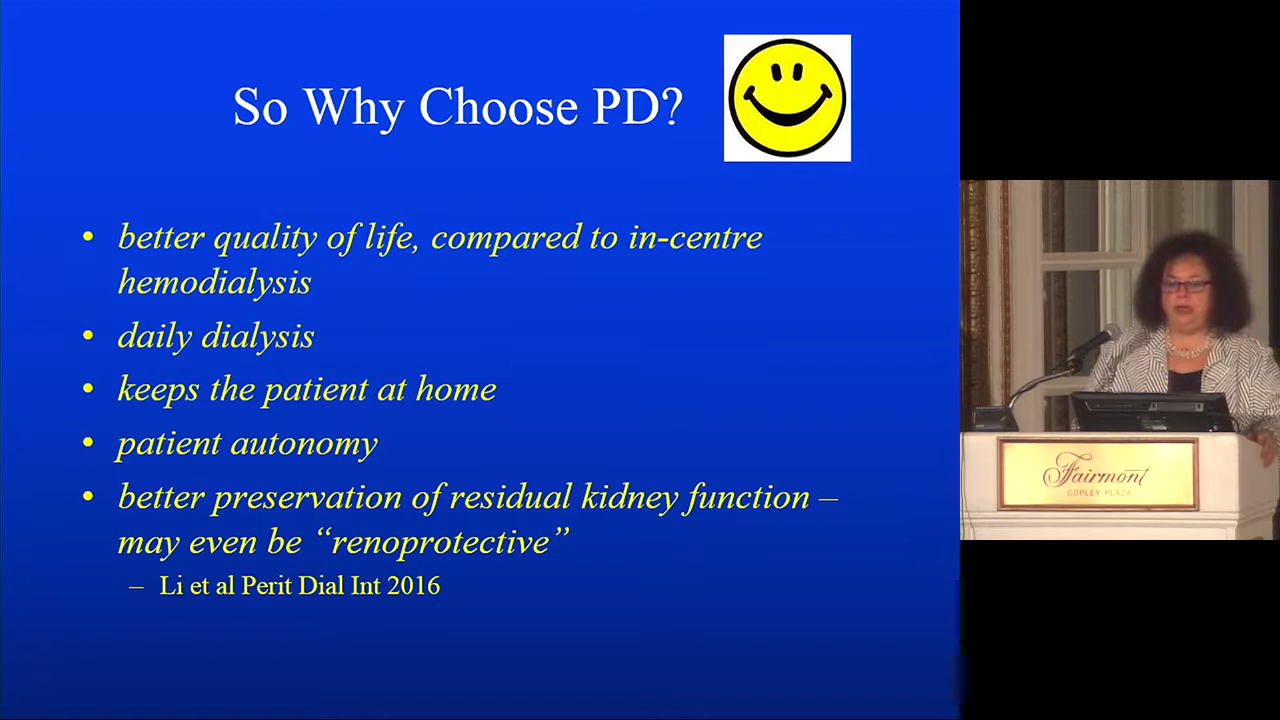 So Why Choose PD?
• better quality of life, compared to in-centre
hemodialysis
• daily dialysis
• keeps the patient at home
• patient autonomy
• better preservation of residual kidney function –
may even be “renoprotective”
– Li et al Perit Dial Int 2016
Fairmont
COPLEY PLAZA